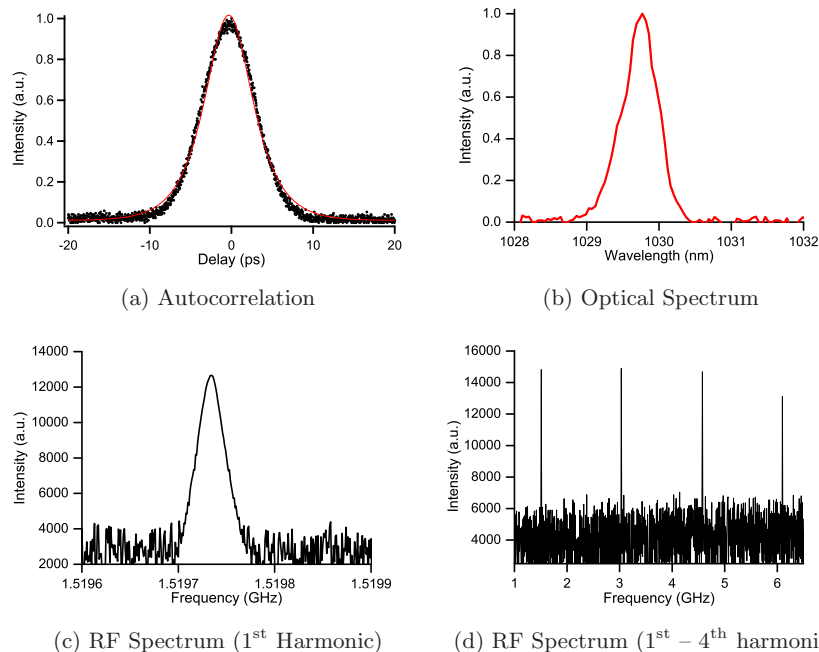 1.0
0.8
0.6
0.4
0.2
0.0
Intensity (a.u.)
-20 -10 0 10 20
Delay (ps)
(a) Autocorrelation
1.0
0.8
0.6
0.4
0.2
0.0
Intensity (a.u.)
1028 1029 1030 1031 1032
Wavelength (nm)
(b) Optical Spectrum
14000
12000
10000
8000
6000
4000
2000
Intensity (a.u.)
1.5196 1.5197 1.5198 1.5199
Frequency (GHz)
(c) RF Spectrum (1st Harmonic)
16000
14000
12000
10000
8000
6000
4000
Intensity (a.u.)
1 2 3 4 5 6
Frequency (GHz)
(d) RF Spectrum (1st – 4th harmoni